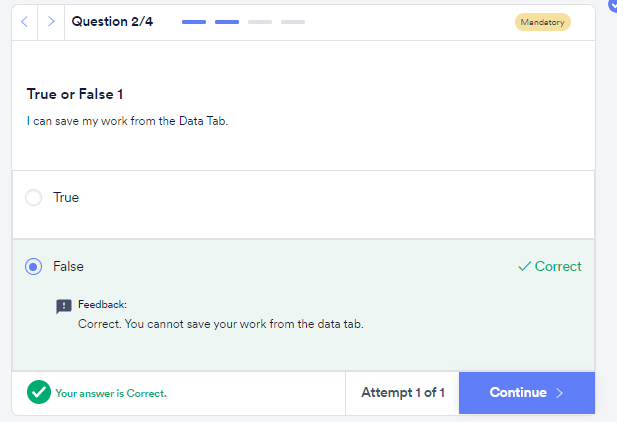 Question 2/4
Mandatory
True or False 1
I can save my work from the Data Tab.
True
False
Correct
Feedback:
Correct. You cannot save your work from the data tab.
Your answer is Correct.
Attempt 1 of 1
Continue